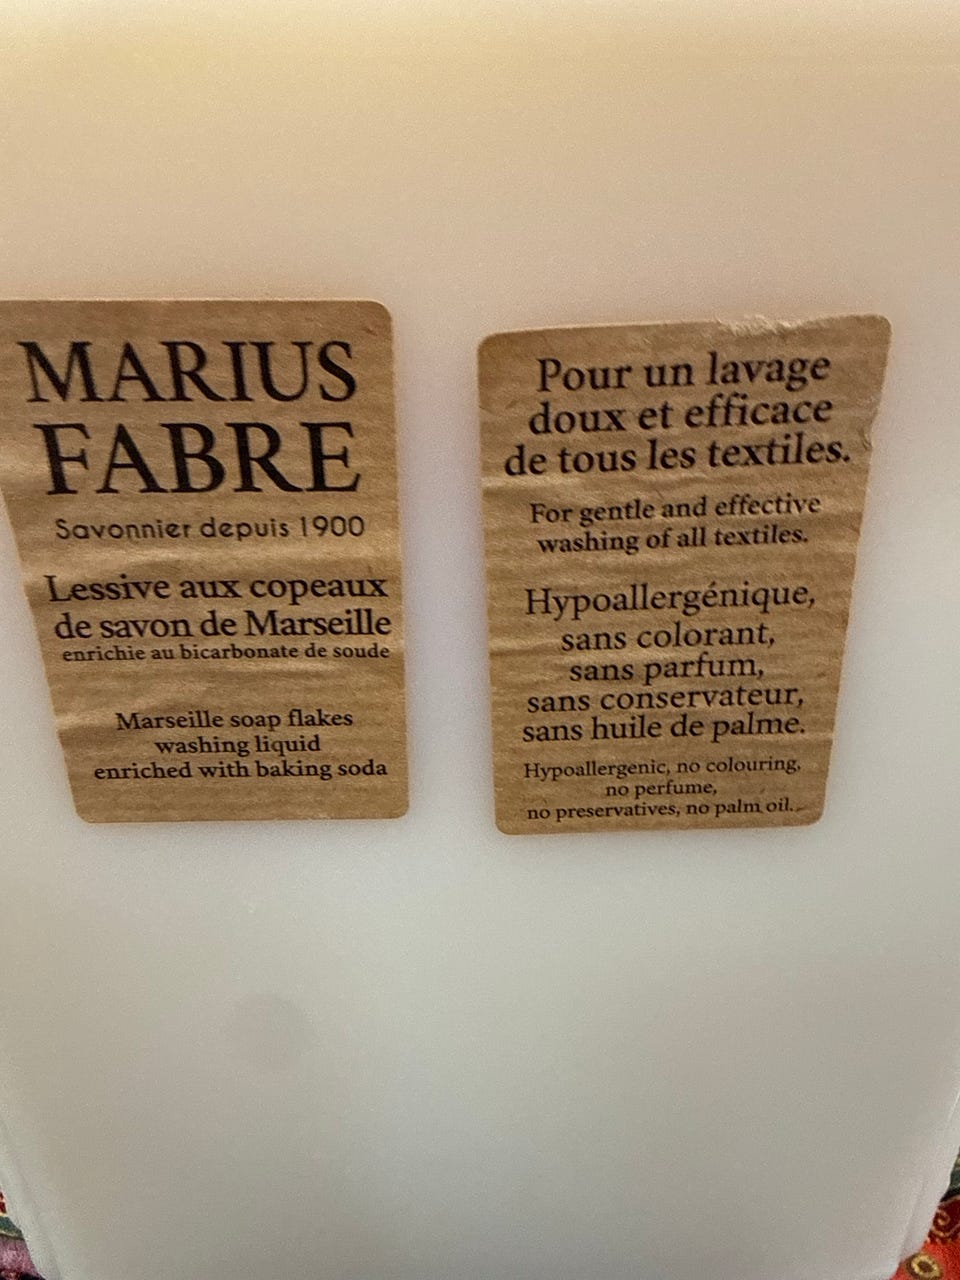 MARIUS
FABRE
Savonnier depuis 1900
Lessive aux copeaux
de savon de Marseille
enrichie au bicarbonate de soude
Marseille soap flakes
washing liquid
enriched with baking soda
Pour un lavage
doux et efficace
de tous les textiles.
For gentle and effective
washing of all textiles.
Hypoallergénique,
sans colorant,
sans parfum,
sans conservateur,
sans huile de palme.
Hypoallergenic, no colouring,
no perfume,
no preservatives, no palm oil.